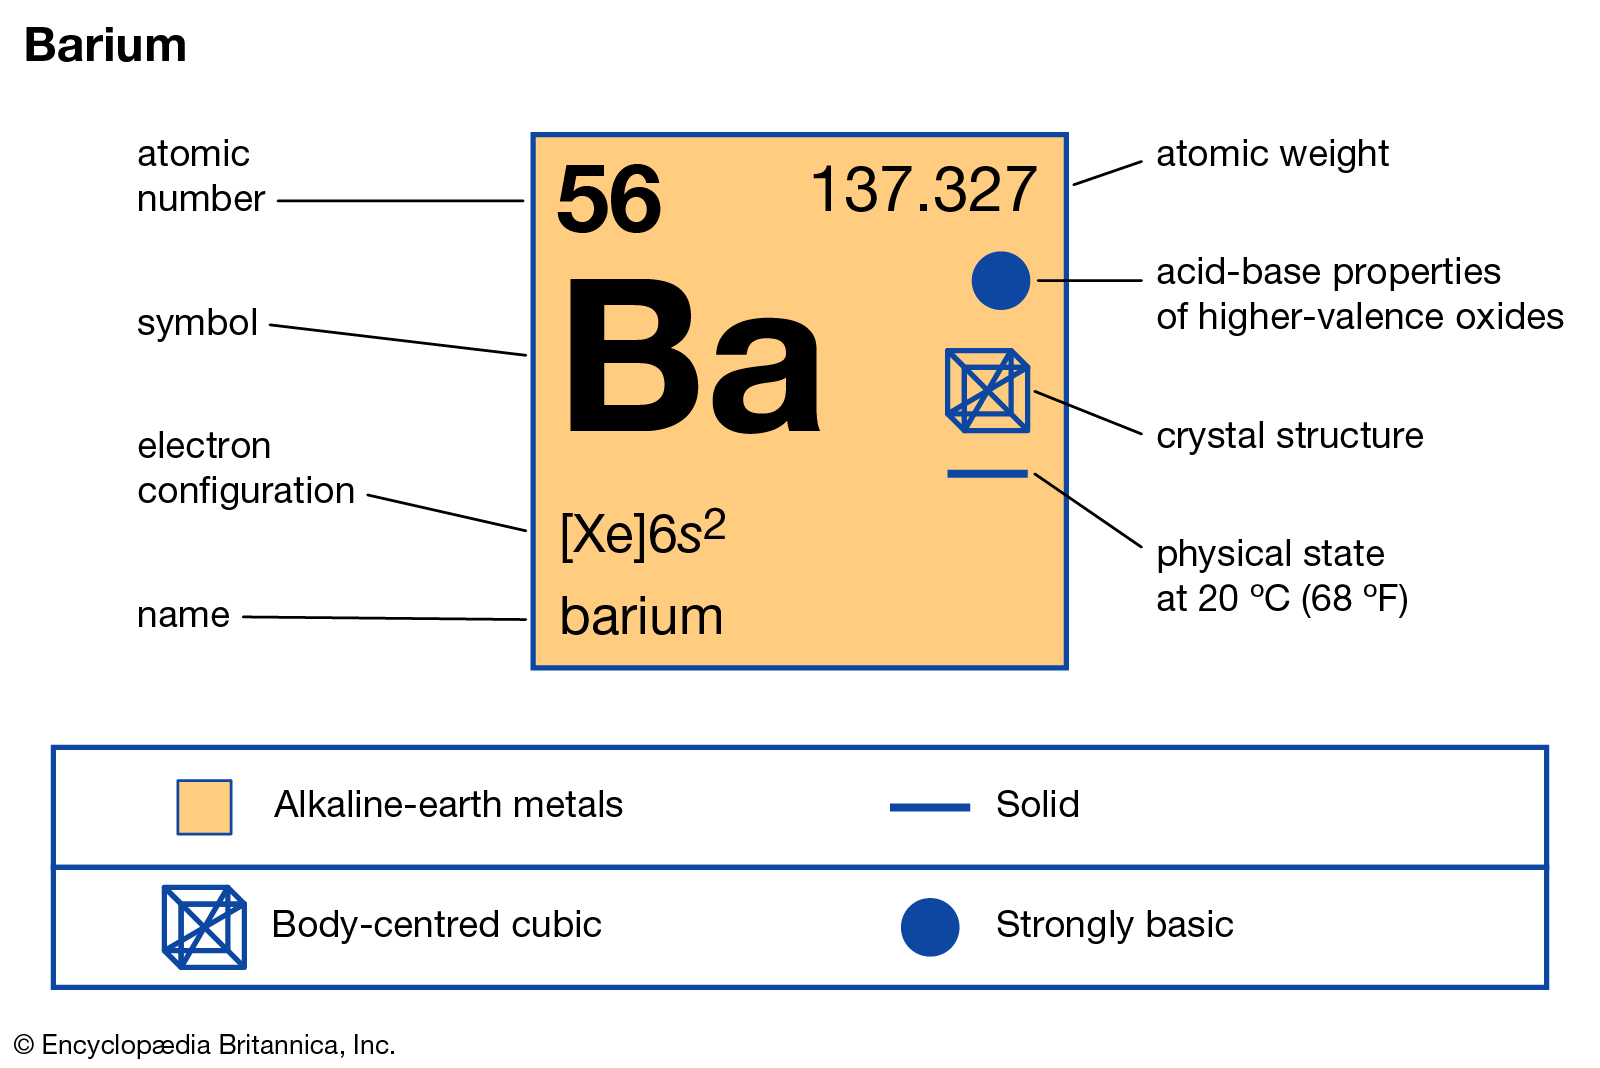 Barium
atomic
number
symbol
electron
configuration
name
56
137.327
Ba
[Xe]6s²
barium
atomic weight
acid-base properties
of higher-valence oxides
crystal structure
physical state
at 20 ºC (68 ºF)
Alkaline-earth metals
Solid
Body-centred cubic
Strongly basic
© Encyclopædia Britannica, Inc.